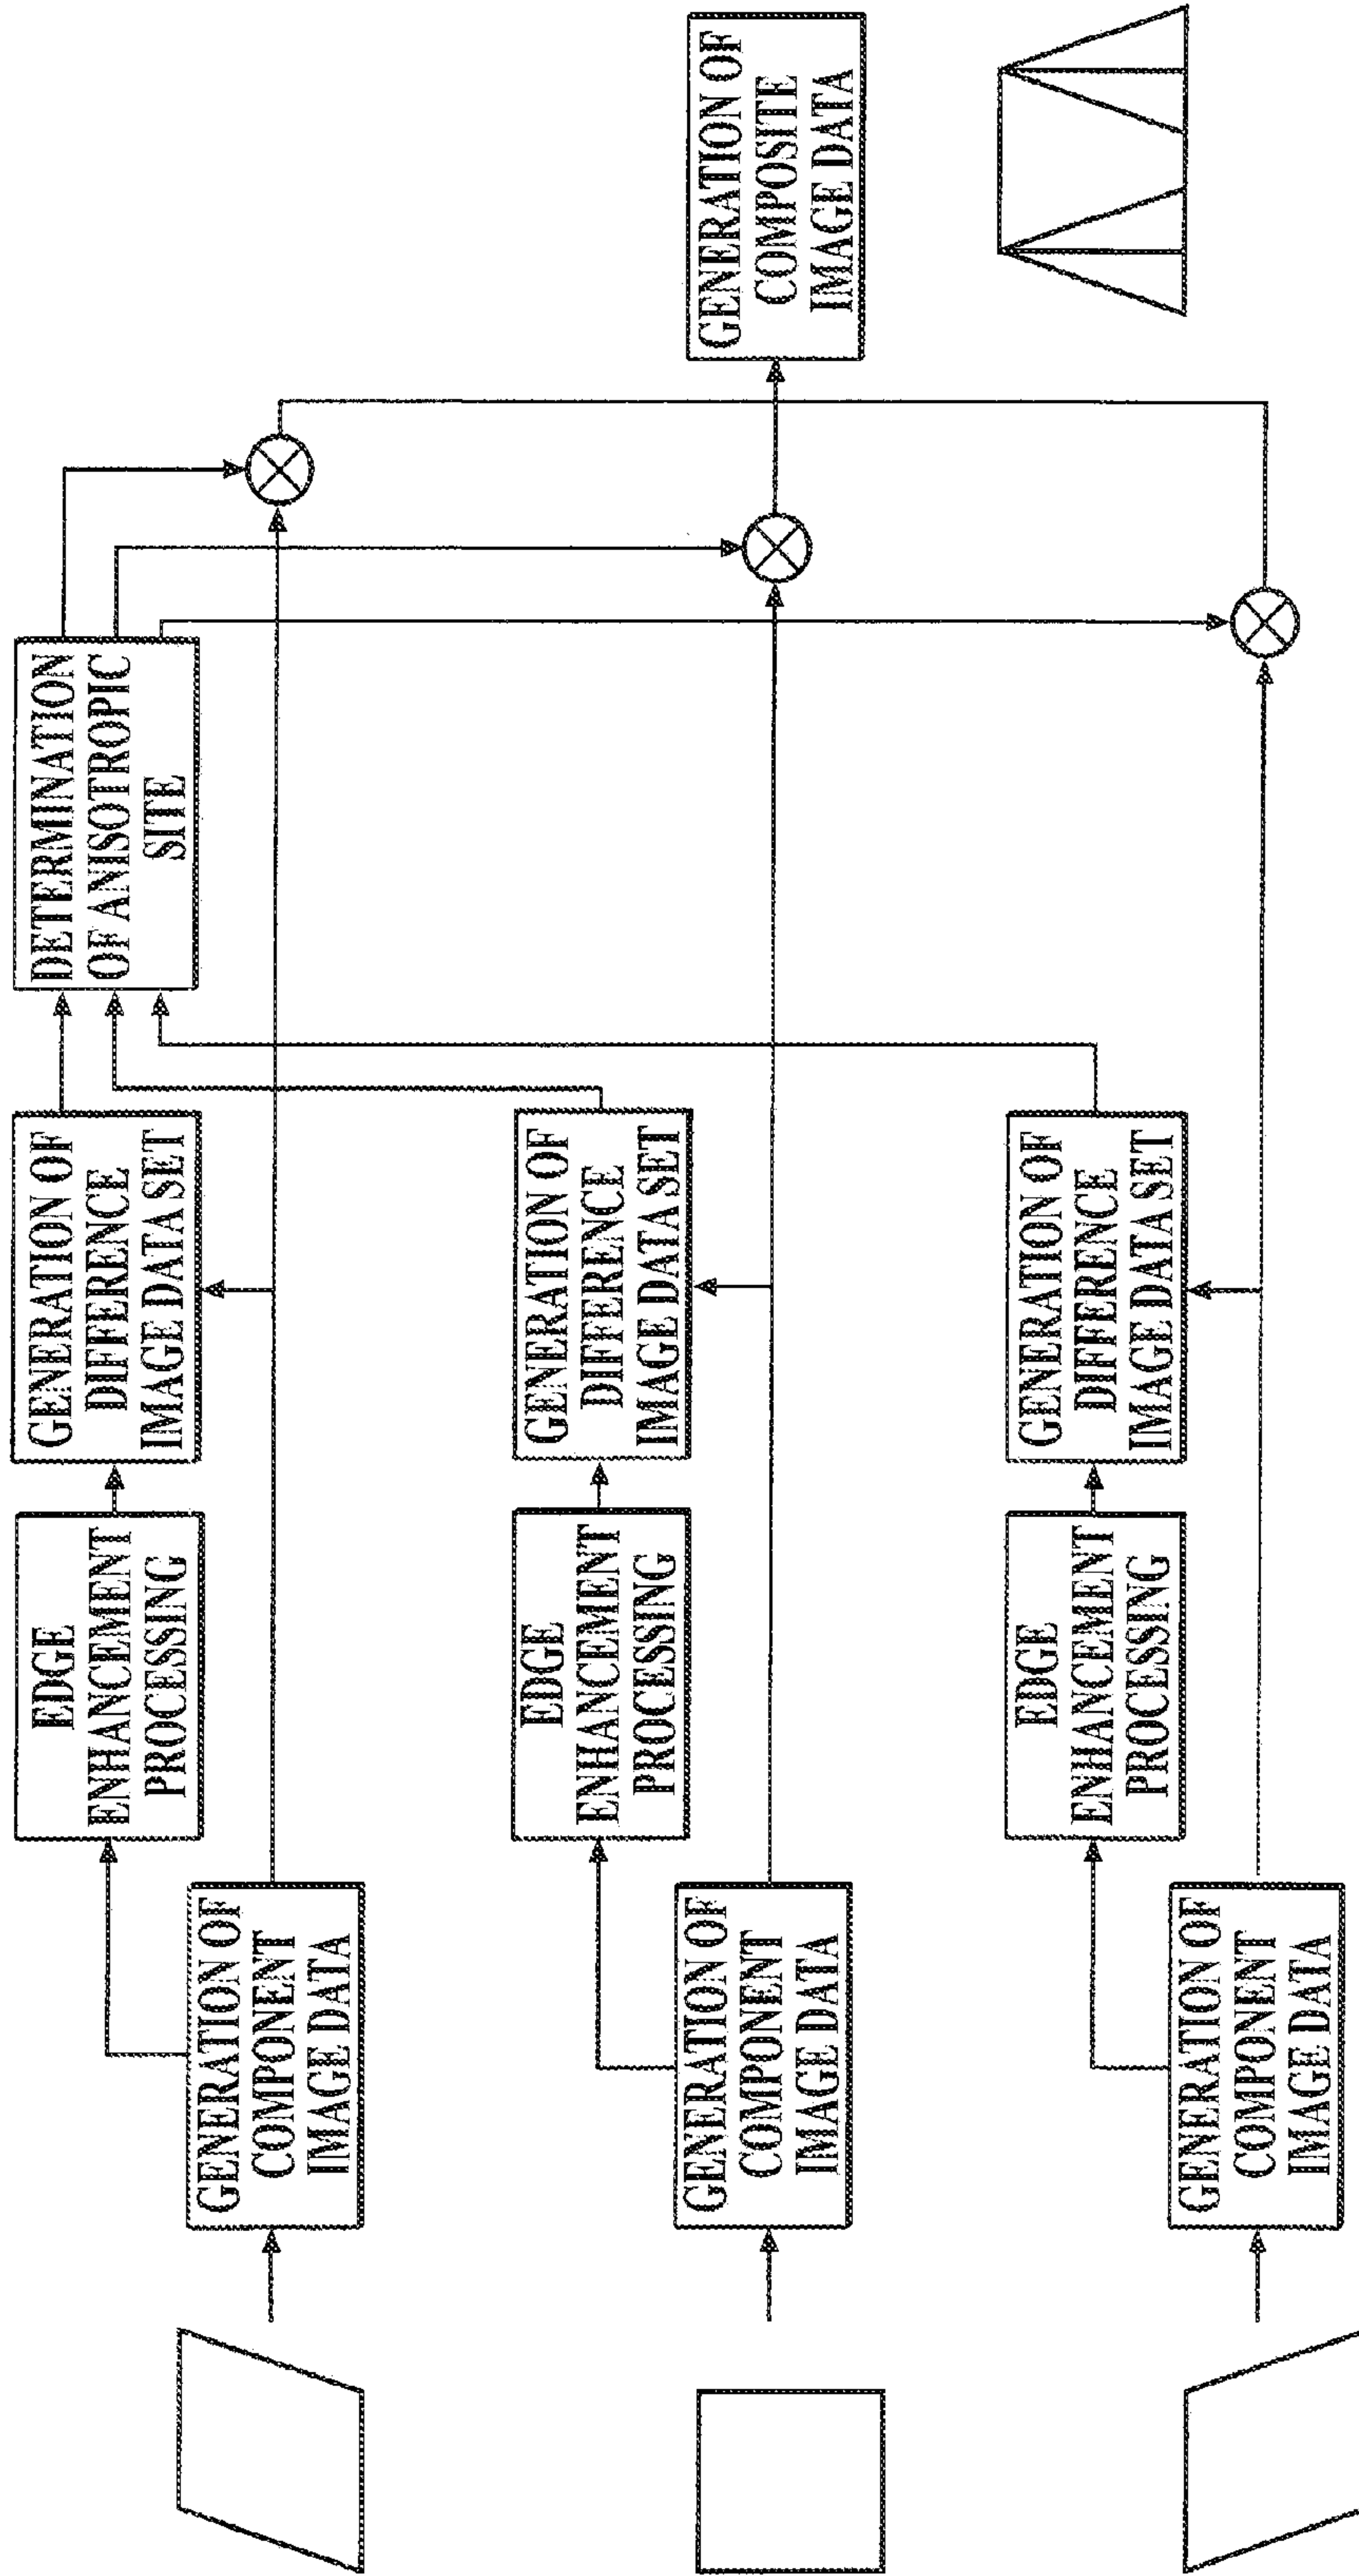 GENERATION OF
COMPONENT
IMAGE DATA
EDGE
ENHANCEMENT
PROCESSING
GENERATION OF
DIFFERENCE
IMAGE DATA SET
DETERMINATION
OF ANISOTROPIC
SITE
GENERATION OF
COMPONENT
IMAGE DATA
EDGE
ENHANCEMENT
PROCESSING
GENERATION OF
DIFFERENCE
IMAGE DATA SET
GENERATION OF
COMPOSITE
IMAGE DATA
GENERATION OF
COMPONENT
IMAGE DATA
EDGE
ENHANCEMENT
PROCESSING
GENERATION OF
DIFFERENCE
IMAGE DATA SET